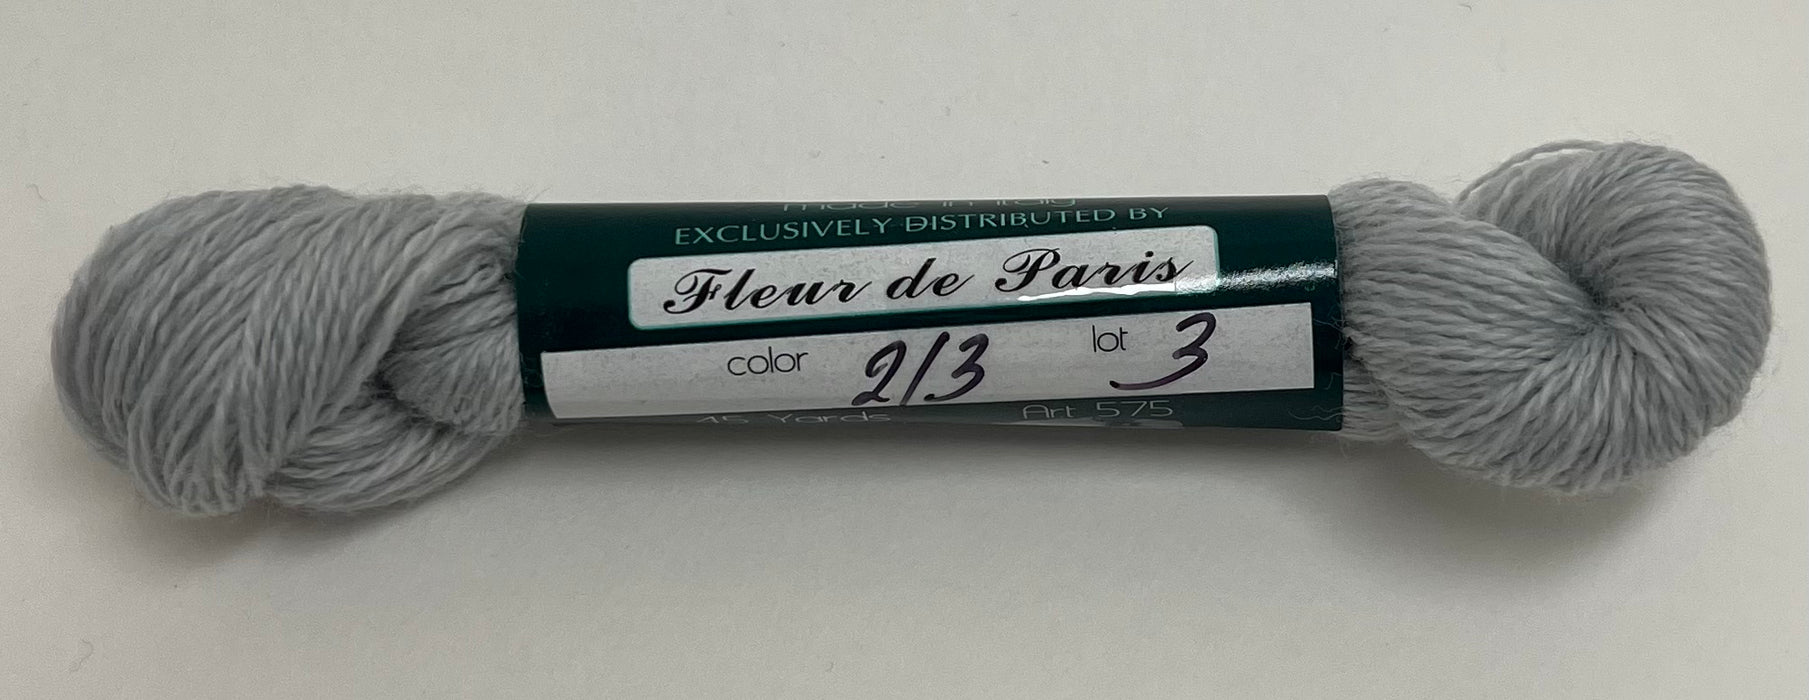 made in Italy
EXCLUSIVELY DISTRIBUTED BY
Fleur de Paris
color 213 lot 3
45 Yards Art 575